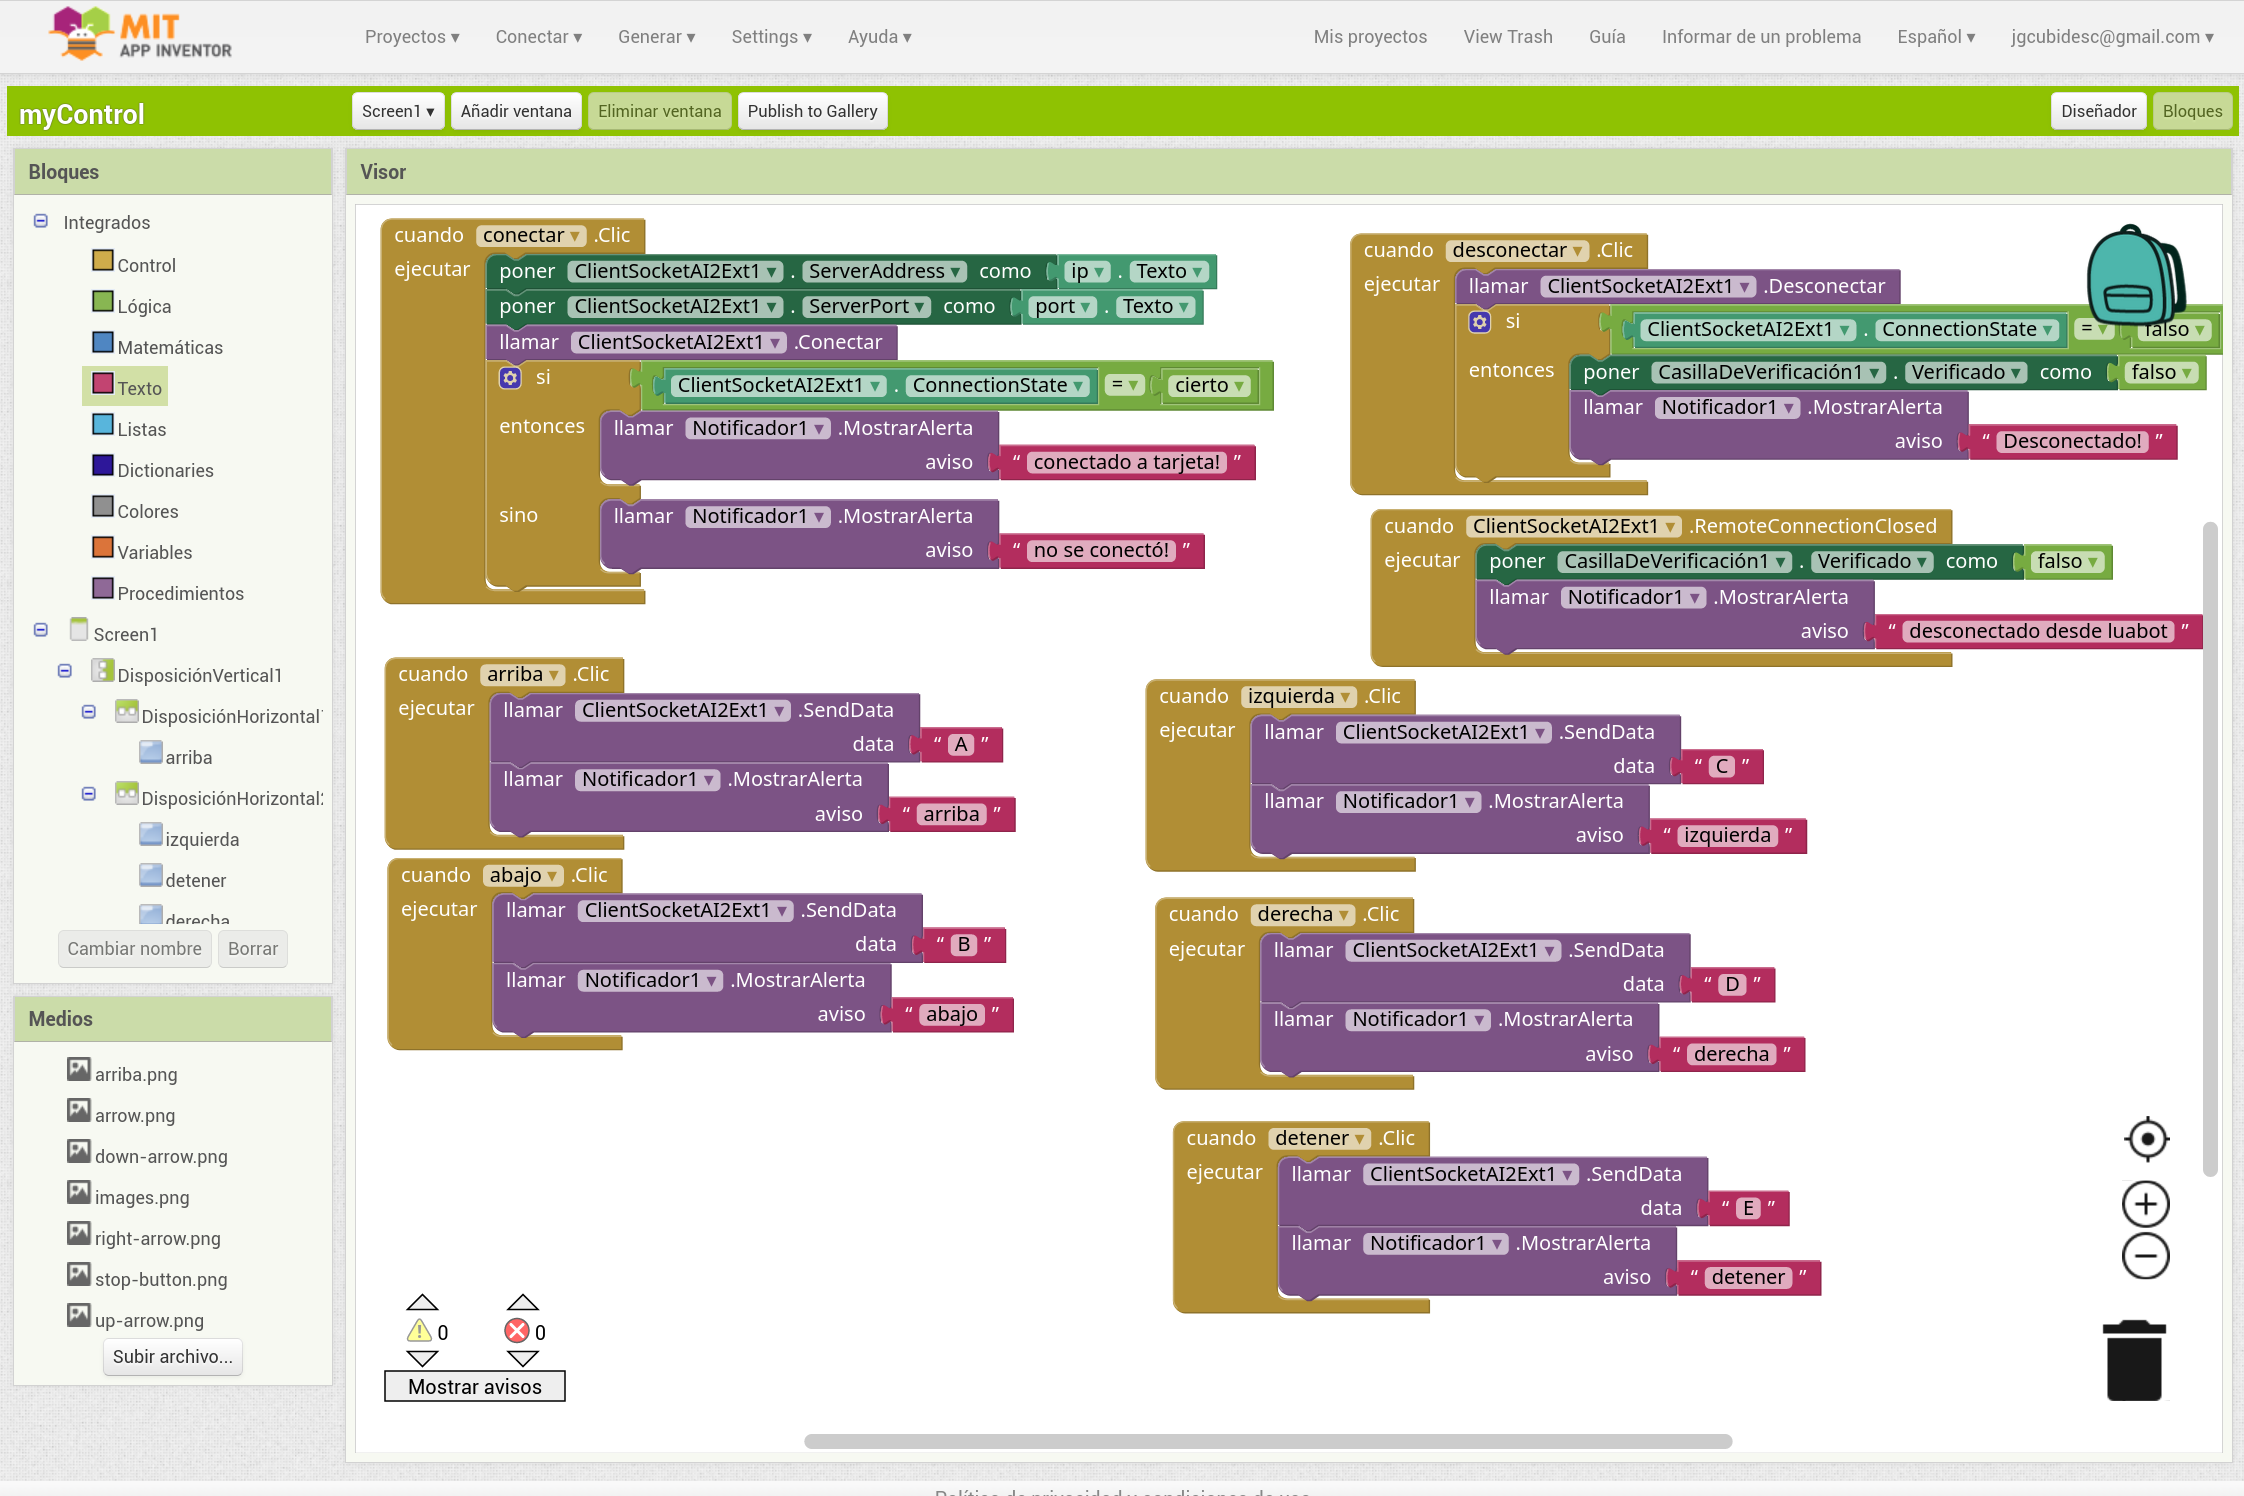 MIT
APP INVENTOR
Proyectos ▾
Conectar ▾
Generar ▾
Settings ▾
Ayuda ▾
Mis proyectos
View Trash
Guía
Informar de un problema
Español ▾
jgcubidesc@gmail.com ▾
myControl
Screen1 ▾
Añadir ventana
Eliminar ventana
Publish to Gallery
Diseñador
Bloques
Bloques
Integrados
Control
Lógica
Matemáticas
Texto
Listas
Dictionaries
Colores
Variables
Procedimientos
Screen1
DisposiciónVertical1
DisposiciónHorizontal1
arriba
DisposiciónHorizontal2
izquierda
detener
derecha
Cambiar nombre
Borrar
Medios
arriba.png
arrow.png
down-arrow.png
images.png
right-arrow.png
stop-button.png
up-arrow.png
Subir archivo...
Visor
cuando conectar ▾ .Clic
ejecutar poner ClientSocketAI2Ext1 ▾ . ServerAddress ▾ como ip ▾ . Texto ▾
poner ClientSocketAI2Ext1 ▾ . ServerPort ▾ como port ▾ . Texto ▾
llamar ClientSocketAI2Ext1 ▾ .Conectar
si ClientSocketAI2Ext1 ▾ . ConnectionState ▾ = ▾ cierto ▾
entonces llamar Notificador1 ▾ .MostrarAlerta
aviso “ conectado a tarjeta! ”
sino llamar Notificador1 ▾ .MostrarAlerta
aviso “ no se conectó! ”
cuando desconectar ▾ .Clic
ejecutar llamar ClientSocketAI2Ext1 ▾ .Desconectar
si ClientSocketAI2Ext1 ▾ . ConnectionState ▾ = ▾ falso ▾
entonces poner CasillaDeVerificación1 ▾ . Verificado ▾ como falso ▾
llamar Notificador1 ▾ .MostrarAlerta
aviso “ Desconectado! ”
cuando ClientSocketAI2Ext1 ▾ .RemoteConnectionClosed
ejecutar poner CasillaDeVerificación1 ▾ . Verificado ▾ como falso ▾
llamar Notificador1 ▾ .MostrarAlerta
aviso “ desconectado desde luabot ”
cuando arriba ▾ .Clic
ejecutar llamar ClientSocketAI2Ext1 ▾ .SendData
data “ A ”
llamar Notificador1 ▾ .MostrarAlerta
aviso “ arriba ”
cuando abajo ▾ .Clic
ejecutar llamar ClientSocketAI2Ext1 ▾ .SendData
data “ B ”
llamar Notificador1 ▾ .MostrarAlerta
aviso “ abajo ”
cuando izquierda ▾ .Clic
ejecutar llamar ClientSocketAI2Ext1 ▾ .SendData
data “ C ”
llamar Notificador1 ▾ .MostrarAlerta
aviso “ izquierda ”
cuando derecha ▾ .Clic
ejecutar llamar ClientSocketAI2Ext1 ▾ .SendData
data “ D ”
llamar Notificador1 ▾ .MostrarAlerta
aviso “ derecha ”
cuando detener ▾ .Clic
ejecutar llamar ClientSocketAI2Ext1 ▾ .SendData
data “ E ”
llamar Notificador1 ▾ .MostrarAlerta
aviso “ detener ”
0
0
Mostrar avisos
Política de privacidad y condiciones de uso